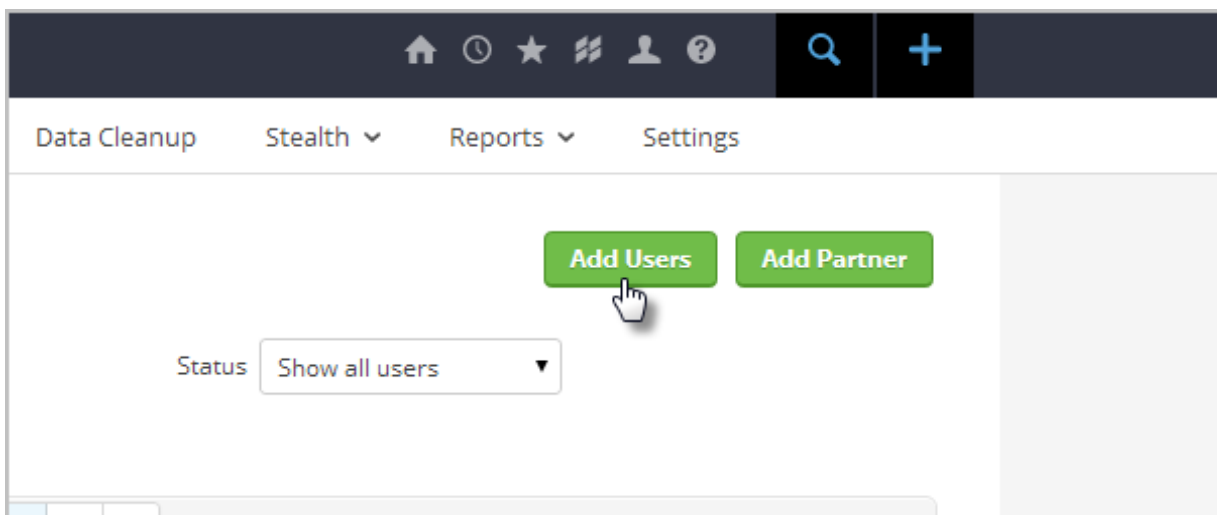 Data Cleanup Stealth Reports Settings
Add Users Add Partner
Status Show all users